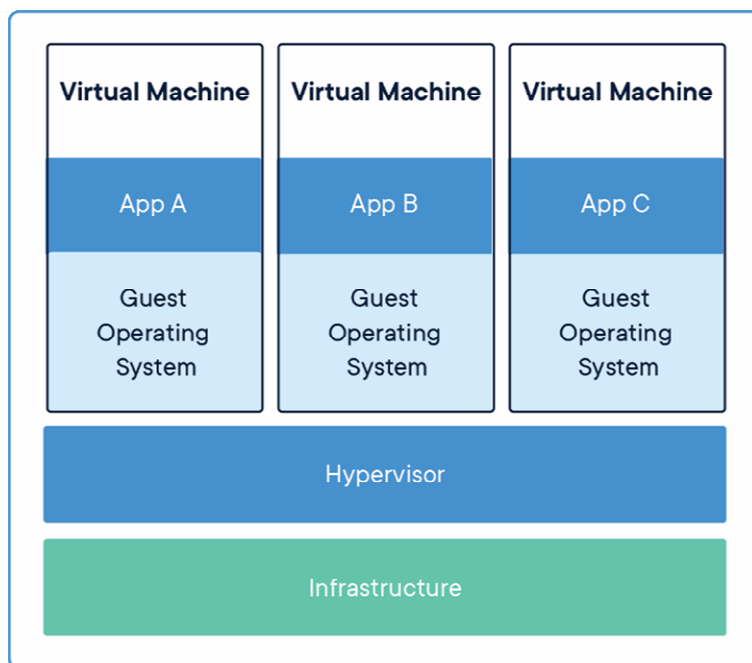 Virtual Machine
Virtual Machine
Virtual Machine
App A
App B
App C
Guest
Operating
System
Guest
Operating
System
Guest
Operating
System
Hypervisor
Infrastructure